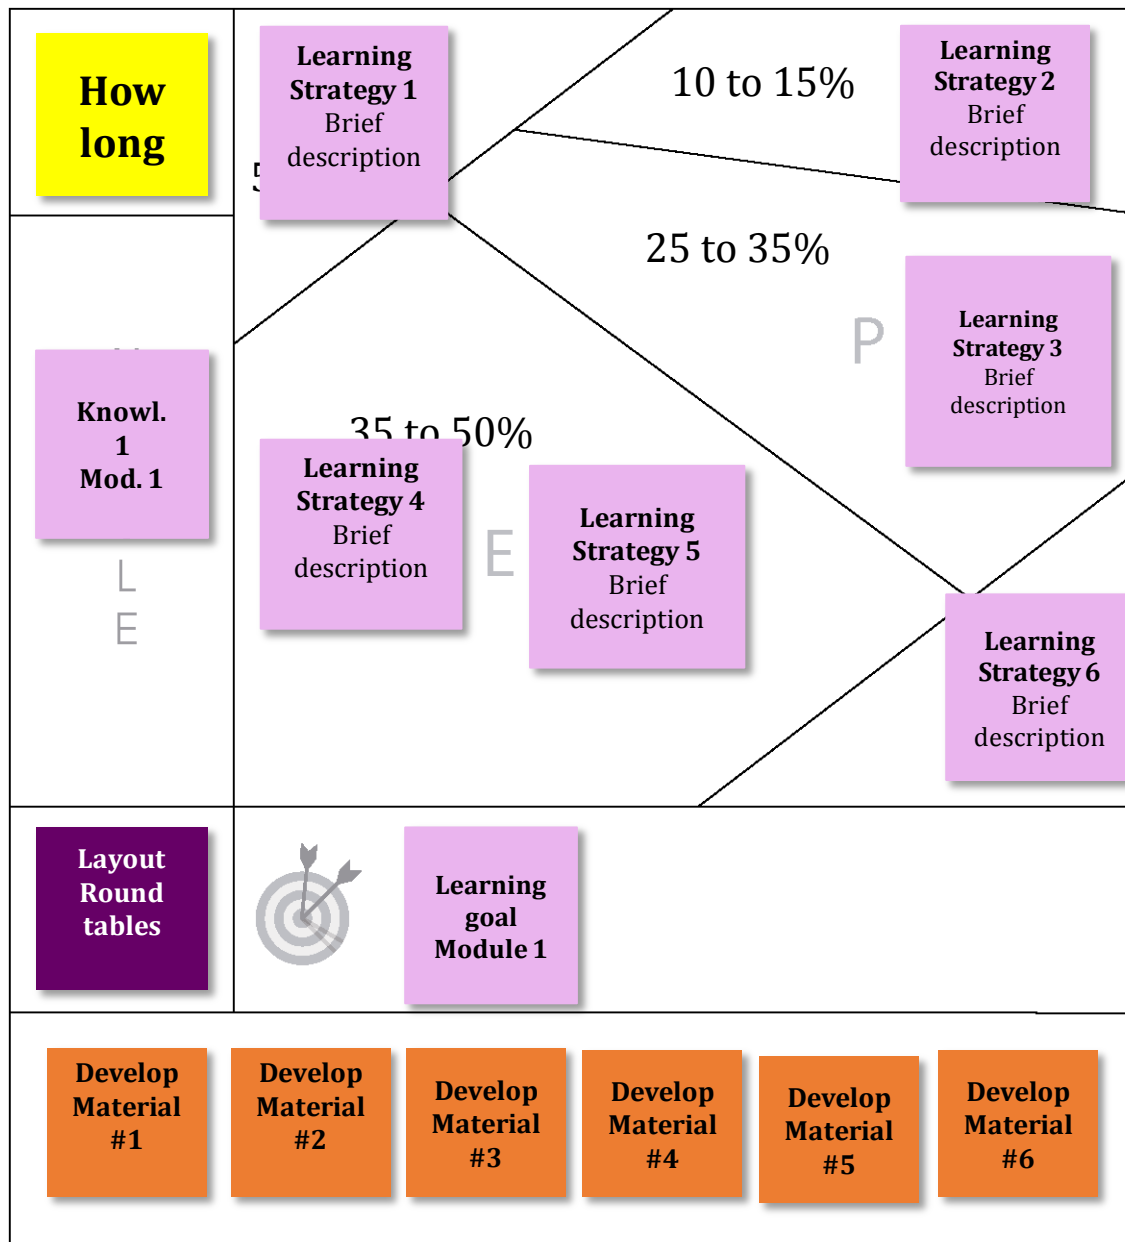 How
long
Learning
Strategy 1
Brief
description
10 to 15%
Learning
Strategy 2
Brief
description
25 to 35%
P
Learning
Strategy 3
Brief
description
Knowl.
1
Mod. 1
L
E
35 to 50%
Learning
Strategy 4
Brief
description
E
Learning
Strategy 5
Brief
description
Learning
Strategy 6
Brief
description
Layout
Round
tables
Learning
goal
Module 1
Develop
Material
#1
Develop
Material
#2
Develop
Material
#3
Develop
Material
#4
Develop
Material
#5
Develop
Material
#6